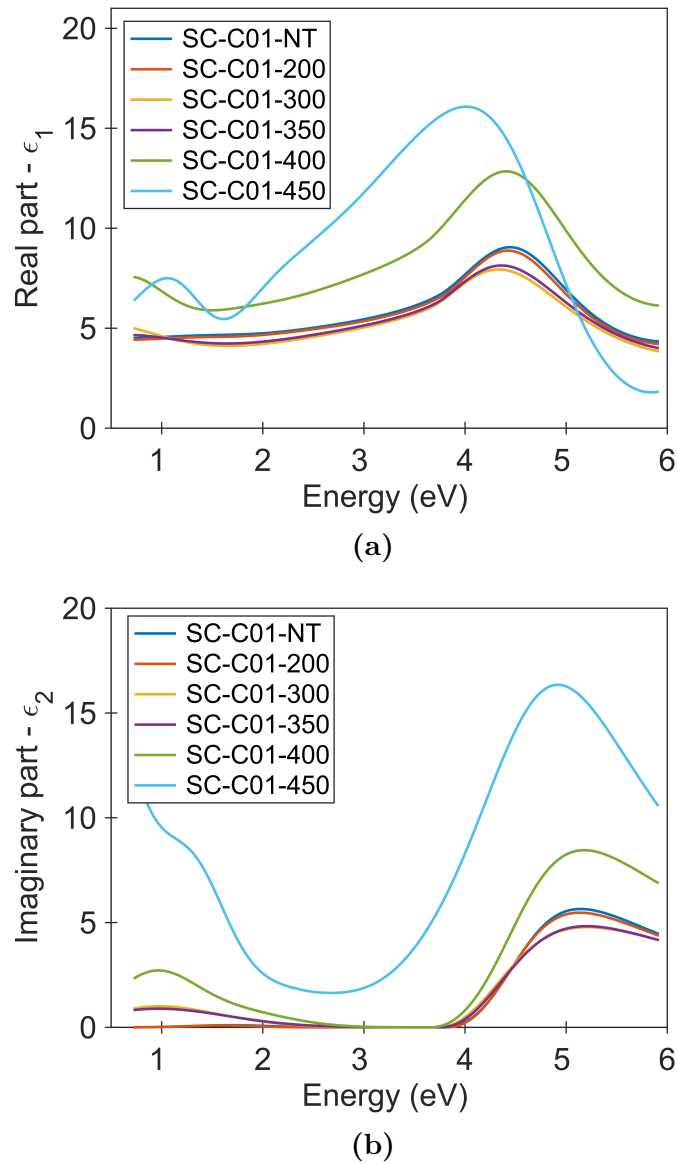 20
15
10
5
0
Real part - ϵ1
SC-C01-NT
SC-C01-200
SC-C01-300
SC-C01-350
SC-C01-400
SC-C01-450
1 2 3 4 5 6
Energy (eV)
(a)
20
15
10
5
0
Imaginary part - ϵ2
SC-C01-NT
SC-C01-200
SC-C01-300
SC-C01-350
SC-C01-400
SC-C01-450
1 2 3 4 5 6
Energy (eV)
(b)